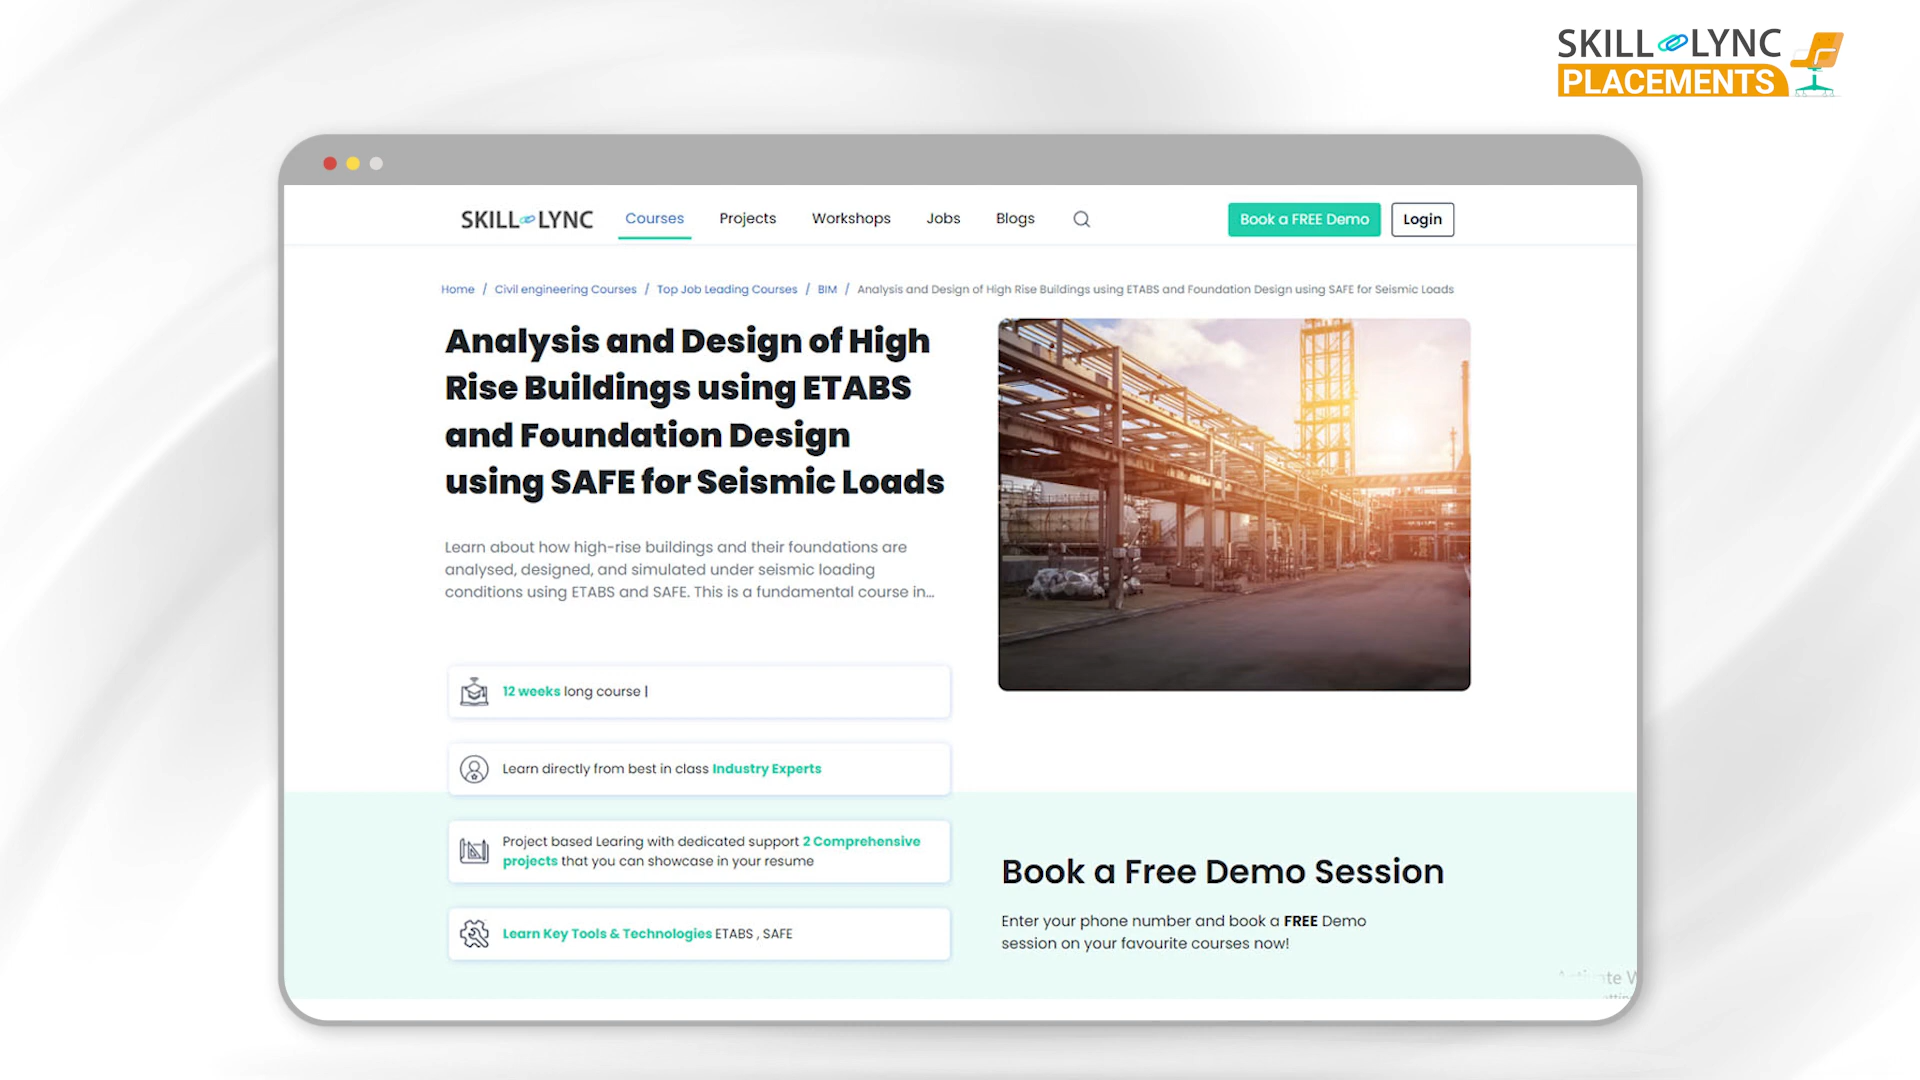 SKILL LYNC
PLACEMENTS
SKILL LYNC
Courses
Projects
Workshops
Jobs
Blogs
Book a FREE Demo
Login
Home / Civil engineering Courses / Top Job Leading Courses / BIM / Analysis and Design of High Rise Buildings using ETABS and Foundation Design using SAFE for Seismic Loads
Analysis and Design of High
Rise Buildings using ETABS
and Foundation Design
using SAFE for Seismic Loads
Learn about how high-rise buildings and their foundations are
analysed, designed, and simulated under seismic loading
conditions using ETABS and SAFE. This is a fundamental course in...
12 weeks long course |
Learn directly from best in class Industry Experts
Project based Learing with dedicated support 2 Comprehensive
projects that you can showcase in your resume
Learn Key Tools & Technologies ETABS , SAFE
Book a Free Demo Session
Enter your phone number and book a FREE Demo
session on your favourite courses now!